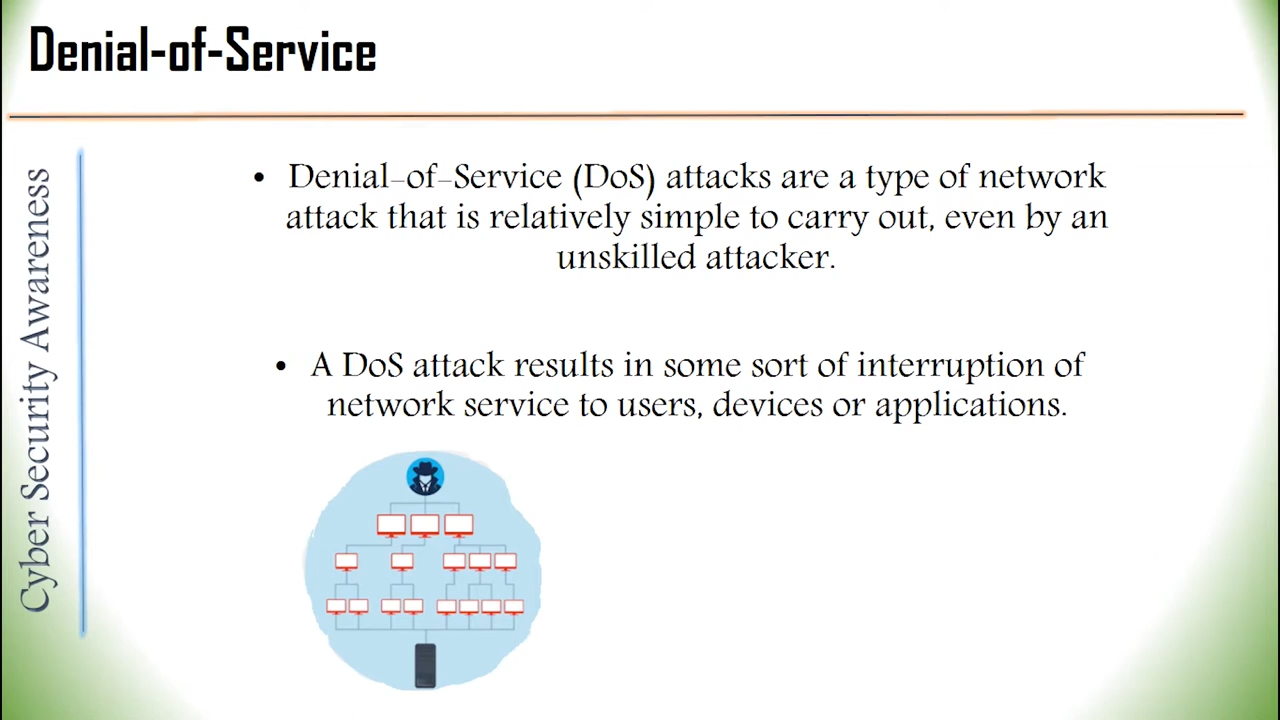 Denial-of-Service
Cyber Security Awareness
• Denial-of-Service (DoS) attacks are a type of network
attack that is relatively simple to carry out, even by an
unskilled attacker.
• A DoS attack results in some sort of interruption of
network service to users, devices or applications.